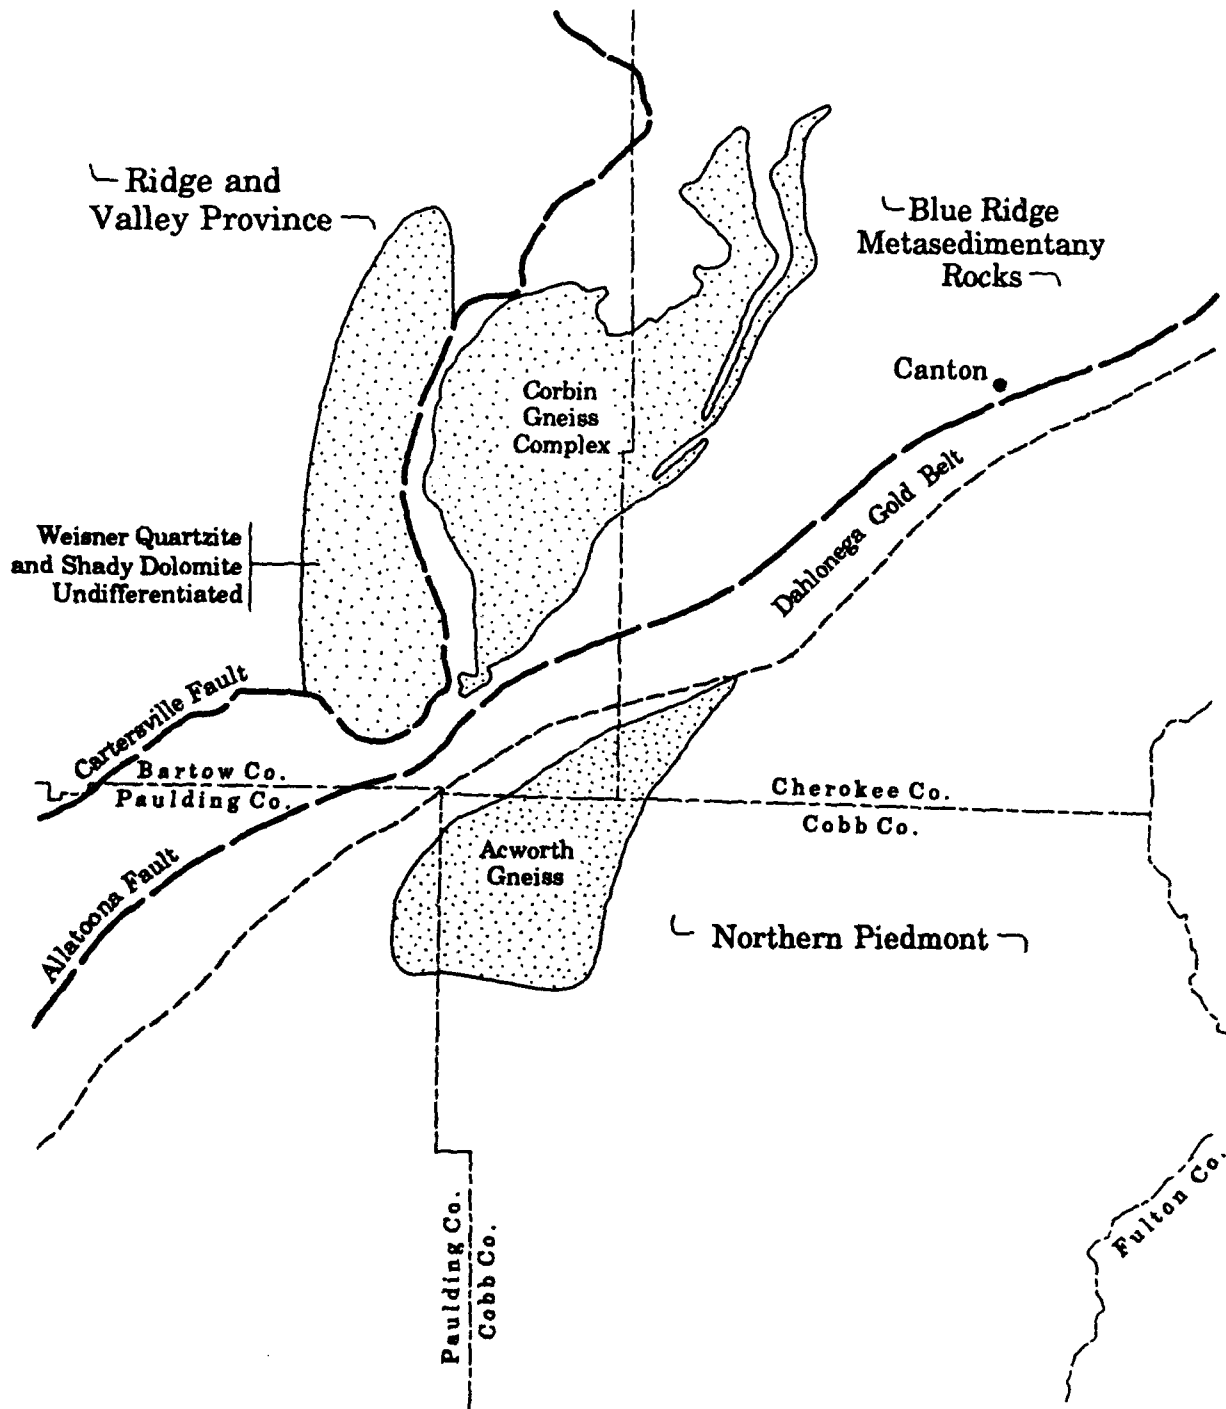 Ridge and
Valley Province
Blue Ridge
Metasedimentany
Rocks
Canton
Corbin
Gneiss
Complex
Dahlonega Gold Belt
Weisner Quartzite
and Shady Dolomite
Undifferentiated
Cartersville Fault
Bartow Co.
Paulding Co.
Cherokee Co.
Cobb Co.
Allatoona Fault
Acworth
Gneiss
Northern Piedmont
Paulding Co.
Cobb Co.
Fulton Co.